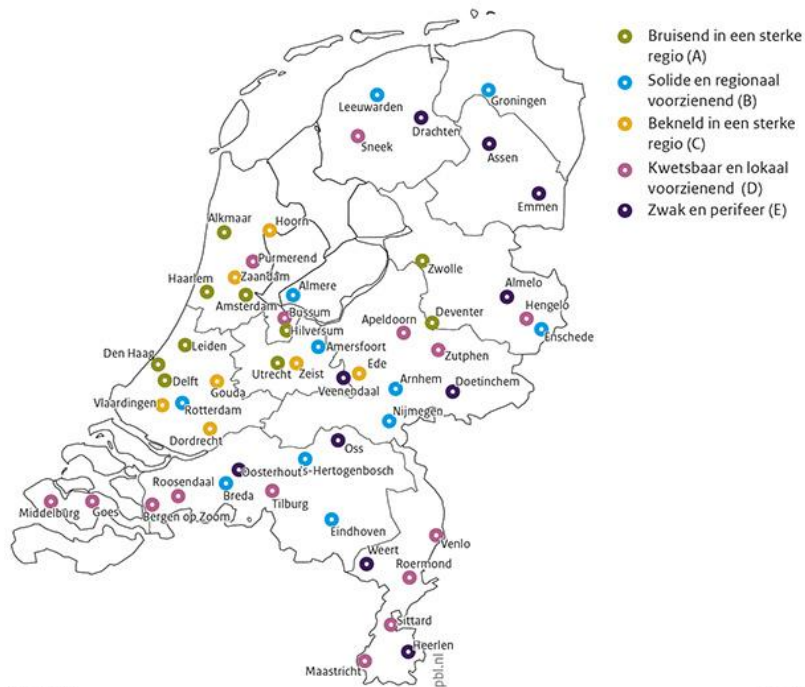 Bruisend in een sterke
regio (A)
Solide en regionaal
voorzienend (B)
Bekneld in een sterke
regio (C)
Kwetsbaar en lokaal
voorzienend (D)
Zwak en perifeer (E)
Leeuwarden
Groningen
Drachten
Sneek
Assen
Emmen
Alkmaar
Hoorn
Purmerend
Zaandam
Haarlem
Amsterdam
Almere
Bussum
Hilversum
Zwolle
Almelo
Hengelo
Enschede
Apeldoorn
Deventer
Zutphen
Leiden
Amersfoort
Den Haag
Delft
Gouda
Utrecht
Zeist
Ede
Veenendaal
Arnhem
Doetinchem
Vlaardingen
Rotterdam
Nijmegen
Dordrecht
Oss
Oosterhout
's-Hertogenbosch
Roosendaal
Breda
Tilburg
Middelburg
Goes
Bergen op Zoom
Eindhoven
Venlo
Weert
Roermond
Sittard
Heerlen
Maastricht
pbl.nl